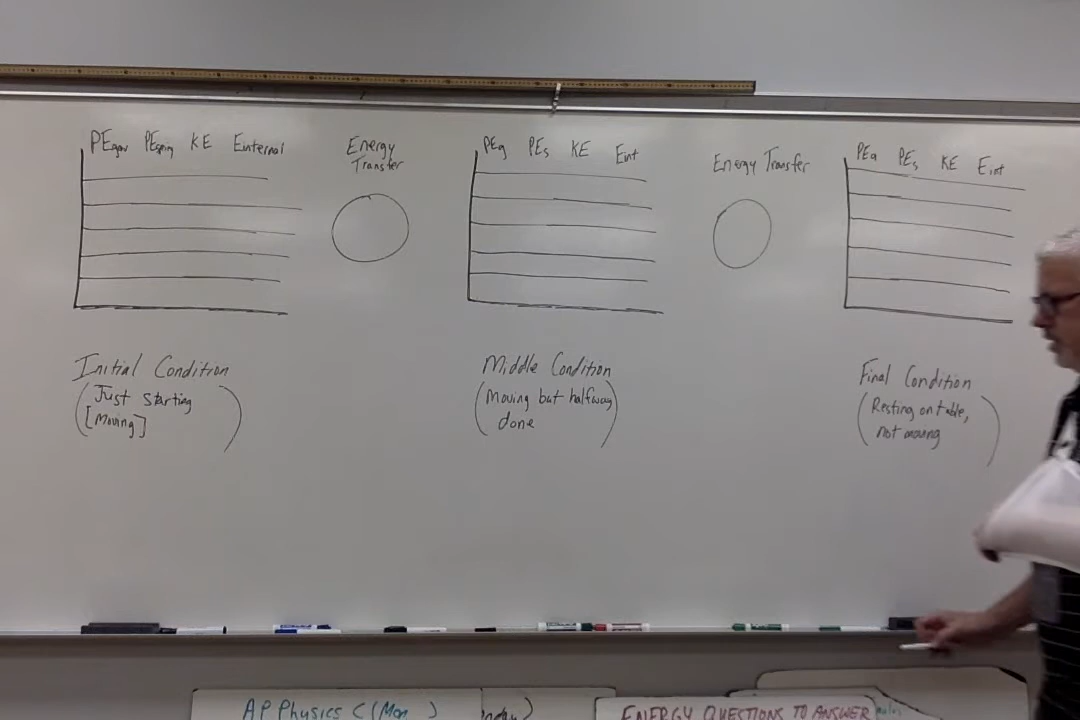 PEgrav PEspring KE Einternal
Energy
Transfer
PEg PEs KE Eint
Energy Transfer
PEg PEs KE Eint
Initial Condition
(Just starting
[Moving])
Middle Condition
(Moving but halfway
done)
Final Condition
(Resting on table,
not moving)
AP Physics C (Mon )
ENERGY QUESTIONS TO ANSWER